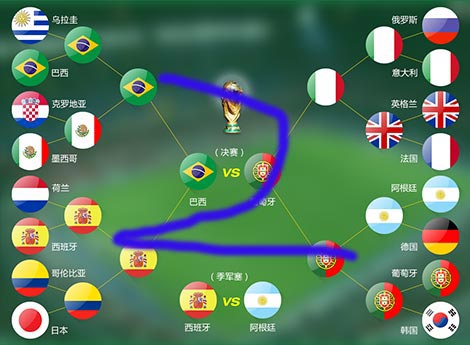 乌拉圭
俄罗斯
巴西
意大利
克罗地亚
英格兰
墨西哥
法国
（决赛）
VS
荷兰
阿根廷
巴西
萄牙
西班牙
德国
哥伦比亚
葡萄牙
（季军塞）
VS
日本
西班牙
阿根廷
韩国